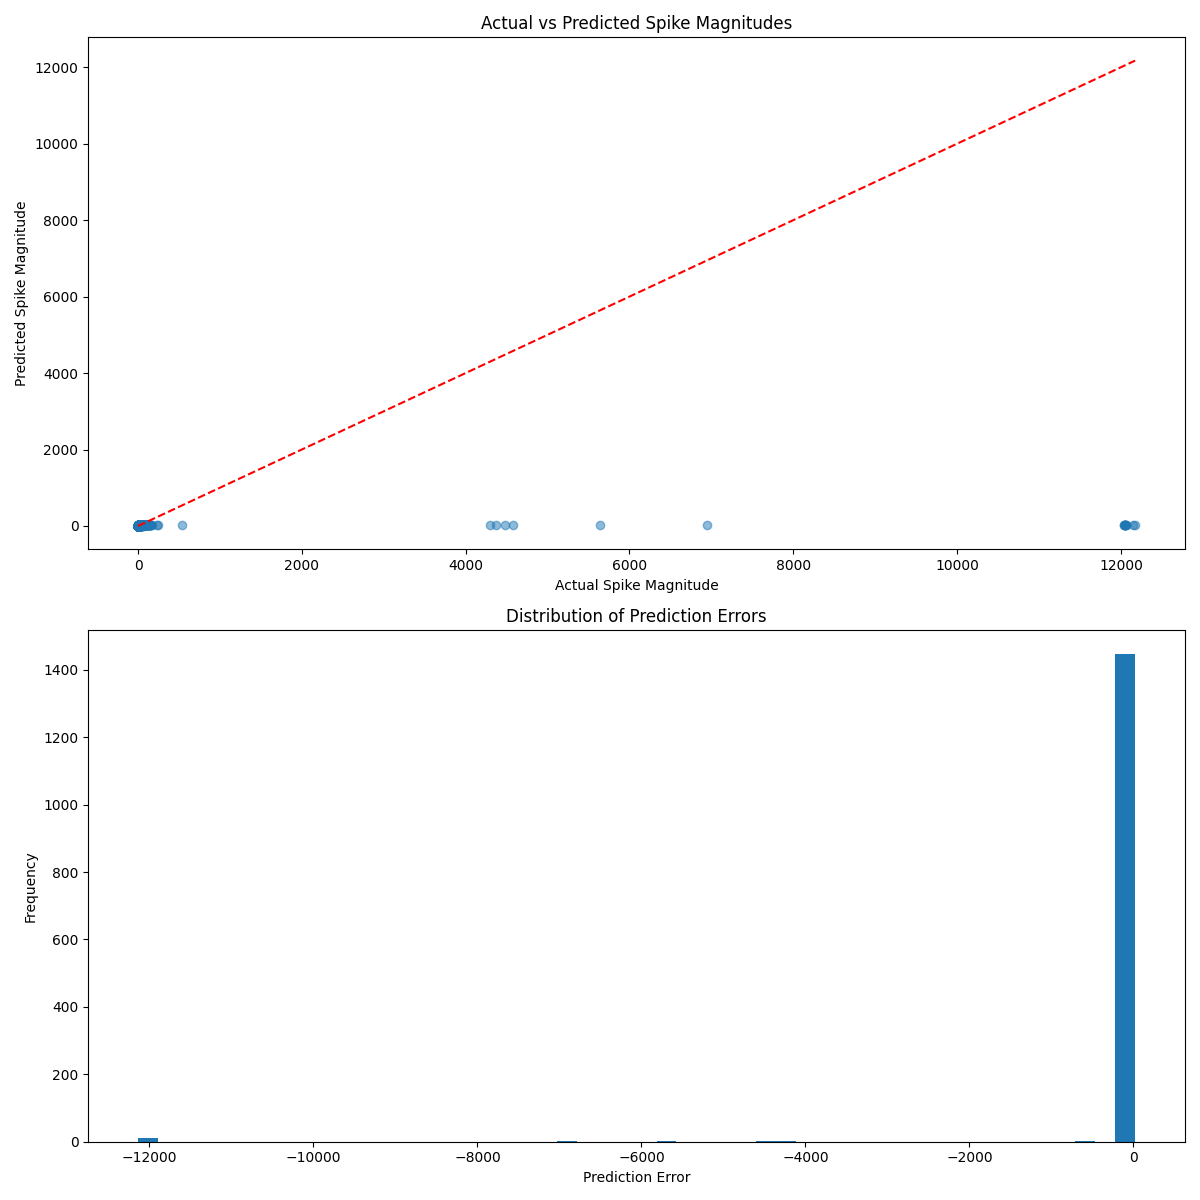 Actual vs Predicted Spike Magnitudes
12000
10000
8000
6000
4000
2000
0
Predicted Spike Magnitude
0 2000 4000 6000 8000 10000 12000
Actual Spike Magnitude
Distribution of Prediction Errors
1400
1200
1000
800
600
400
200
0
Frequency
−12000 −10000 −8000 −6000 −4000 −2000 0
Prediction Error